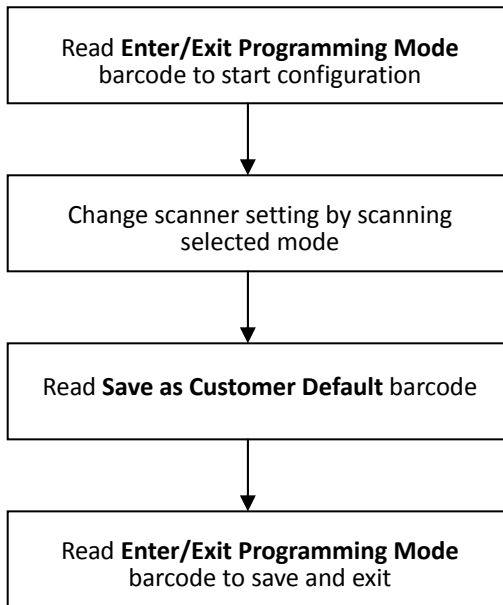 Read Enter/Exit Programming Mode
barcode to start configuration
Change scanner setting by scanning
selected mode
Read Save as Customer Default barcode
Read Enter/Exit Programming Mode
barcode to save and exit